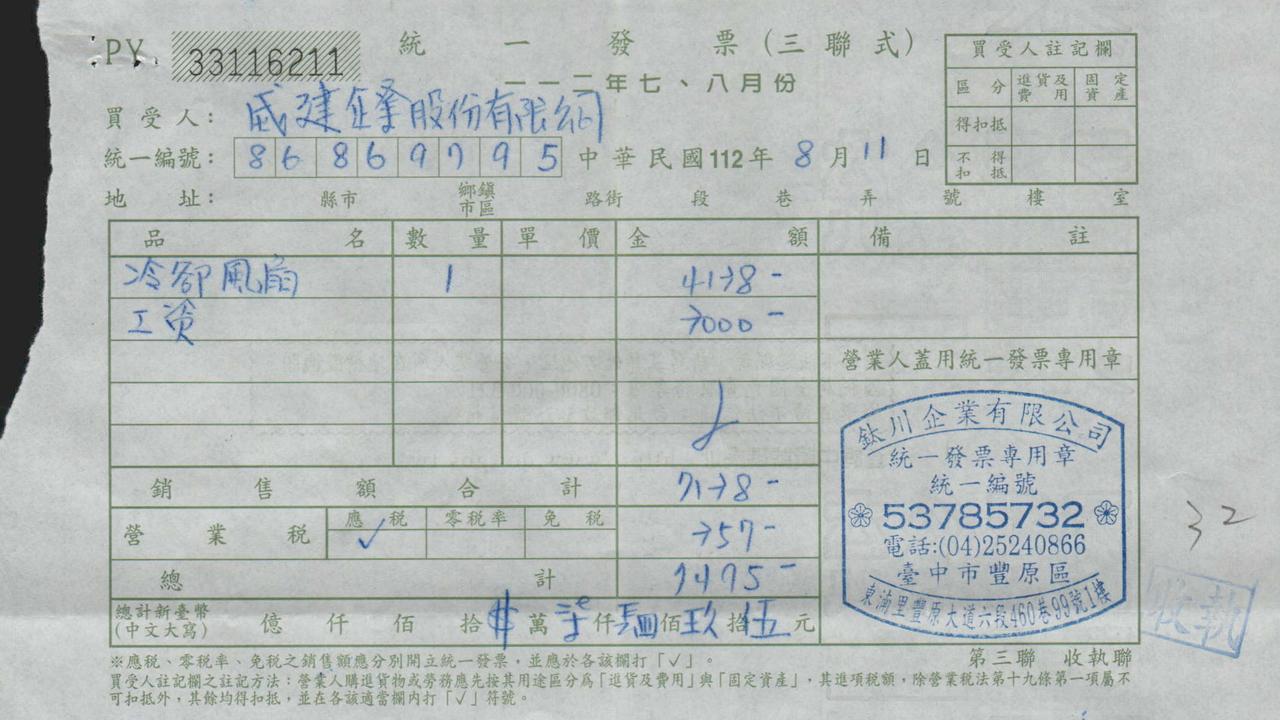 PY 33116211 統一發票(三聯式)
一一二年七、八月份
買受人註記欄
區分 進貨及費用 固定資產
得扣抵
不得扣抵
買受人：威建企業股份有限公司
統一編號：86869795 中華民國112年8月11日
地址： 縣市 鄉鎮市區 路街 段 巷 弄 號 樓 室
品名 數量 單價 金額 備註
冷卻風扇 1 4138-
工資 3000-
營業人蓋用統一發票專用章
銷售額合計 7138-
營業稅 應稅 ✓ 零稅率 免稅 357-
總計 7495-
總計新臺幣(中文大寫) 億 仟 佰 拾 $ 萬 柒 仟 肆 佰 玖 拾 伍 元
鈦川企業有限公司
統一發票專用章
統一編號
53785732
電話:(04)25240866
臺中市豐原區
東湳里豐原大道六段460巷99號1樓
32
收執
第三聯 收執聯
※應稅、零稅率、免稅之銷售額應分別開立統一發票，並應於各該欄打「✓」。
買受人註記欄之註記方法：營業人購進貨物或勞務應先按其用途區分為「進貨及費用」與「固定資產」，其進項稅額，除營業稅法第十九條第一項屬不
可扣抵外，其餘均得扣抵，並在各該適當欄內打「✓」符號。